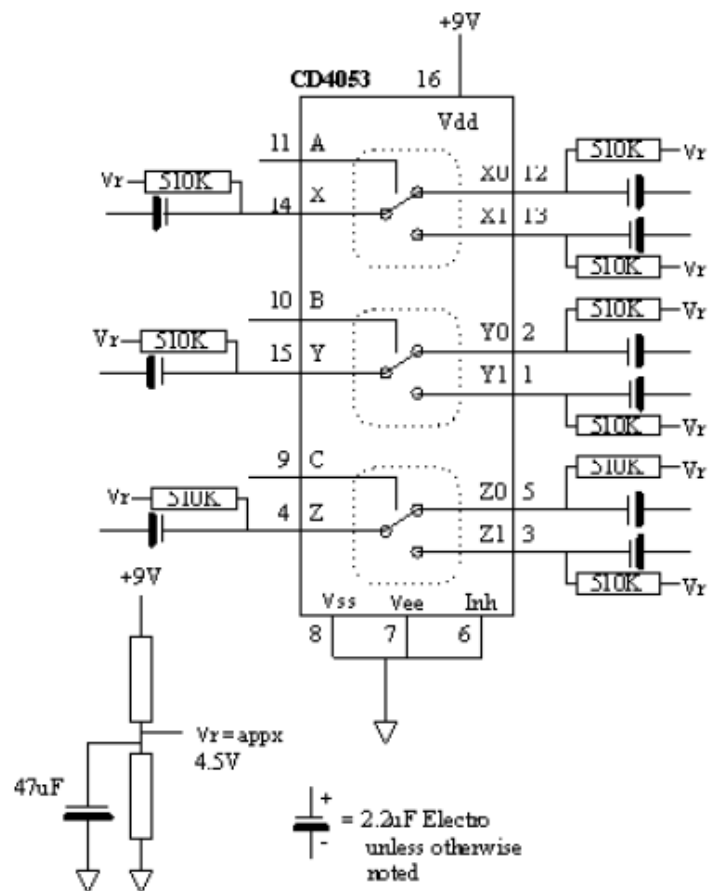 +9V
CD4053 16
Vdd
11 A
510K Vr
X0 12
Vr 510K
14 X
X1 13
510K Vr
10 B
510K Vr
Y0 2
Vr 510K
15 Y
Y1 1
510K Vr
9 C
510K Vr
Z0 5
Vr 510K
4 Z
Z1 3
510K Vr
+9V
Vss Vee Inh
8 7 6
Vr=appx
4.5V
47uF
+
= 2.2uF Electro
- unless otherwise
noted